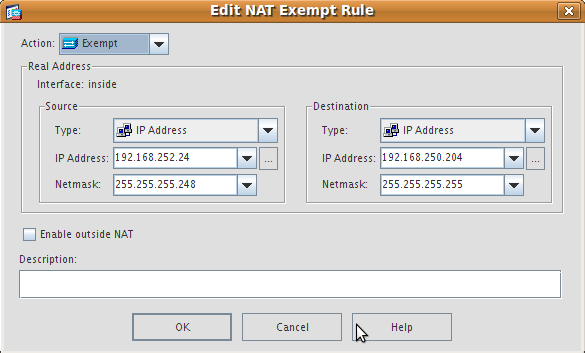 Edit NAT Exempt Rule
Action: Exempt
Real Address
Interface: inside
Source
Type: IP Address
IP Address: 192.168.252.24 ...
Netmask: 255.255.255.248
Destination
Type: IP Address
IP Address: 192.168.250.204 ...
Netmask: 255.255.255.255
Enable outside NAT
Description:
OK Cancel Help